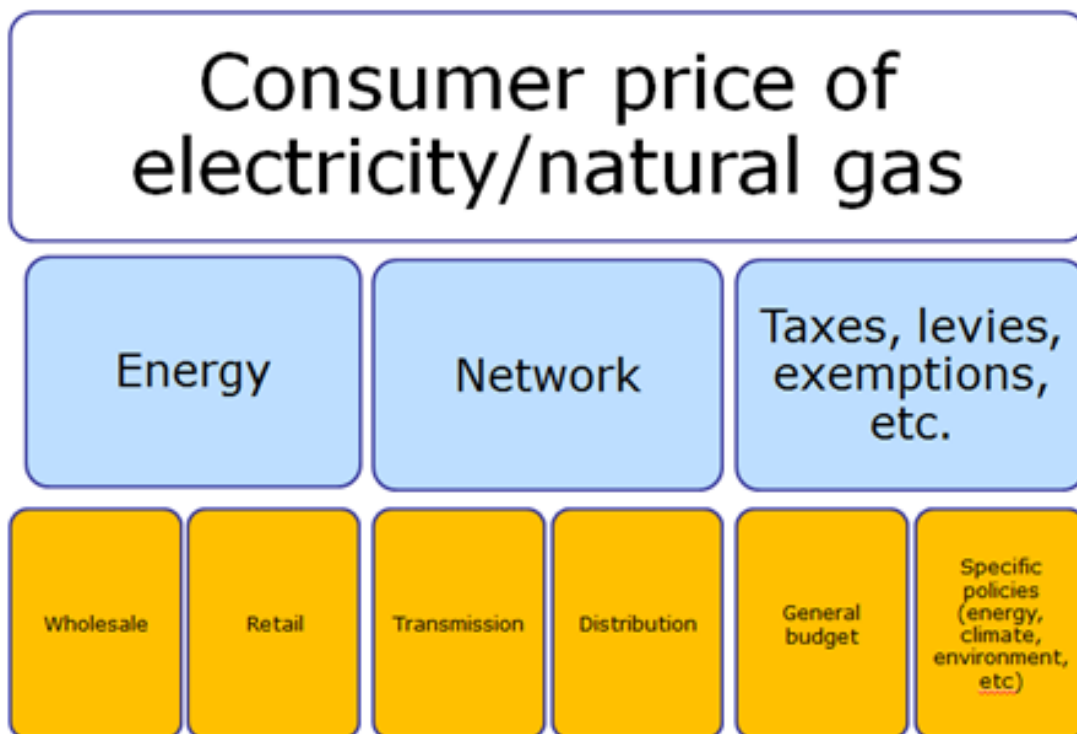 Consumer price of
electricity/natural gas
Energy
Network
Taxes, levies,
exemptions,
etc.
Wholesale
Retail
Transmission
Distribution
General
budget
Specific
policies
(energy,
climate,
environment,
etc)